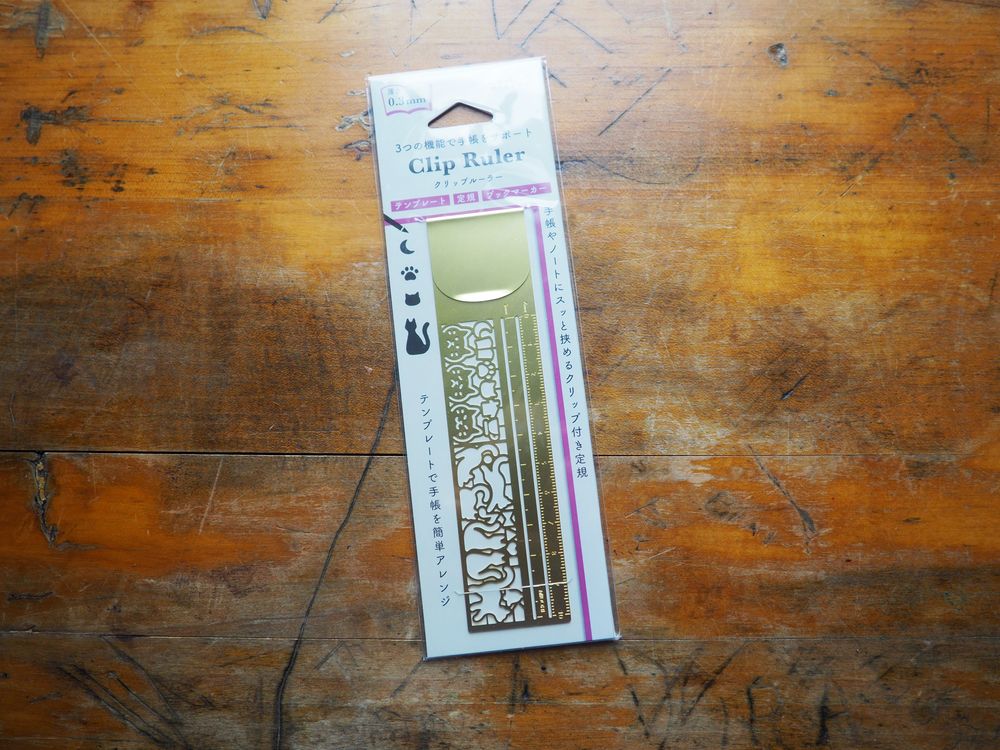 薄さ
0.3mm
3つの機能で手帳をサポート
Clip Ruler
クリップルーラー
テンプレート 定規 ブックマーカー
手帳やノートにスッと挟めるクリップ付き定規
テンプレートで手帳を簡単アレンジ